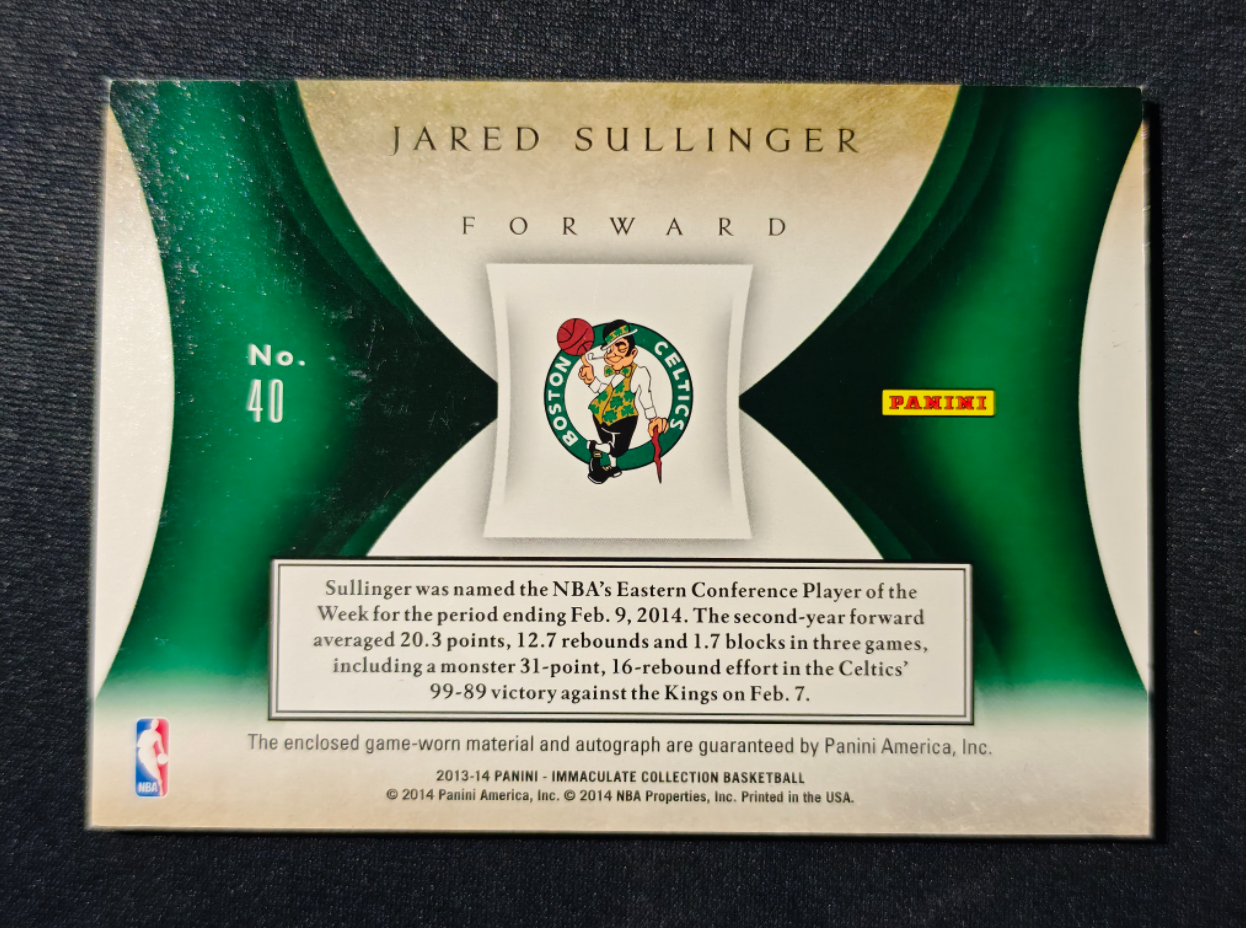 JARED SULLINGER
FORWARD
No.
40
BOSTON CELTICS
PANINI
Sullinger was named the NBA's Eastern Conference Player of the
Week for the period ending Feb. 9, 2014. The second-year forward
averaged 20.3 points, 12.7 rebounds and 1.7 blocks in three games,
including a monster 31-point, 16-rebound effort in the Celtics'
99-89 victory against the Kings on Feb. 7.
The enclosed game-worn material and autograph are guaranteed by Panini America, Inc.
NBA
2013-14 PANINI - IMMACULATE COLLECTION BASKETBALL
© 2014 Panini America, Inc. © 2014 NBA Properties, Inc. Printed in the USA.